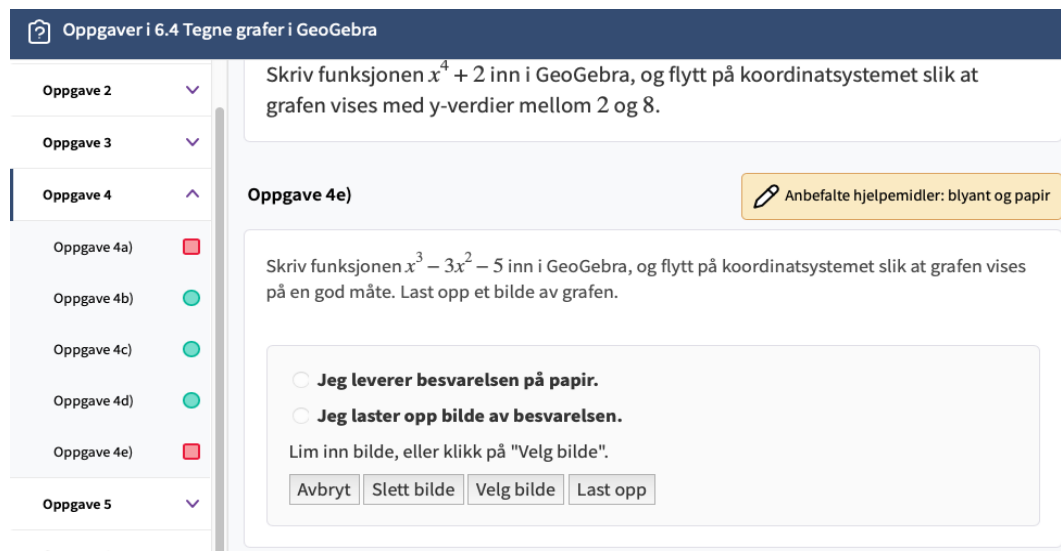 Oppgaver i 6.4 Tegne grafer i GeoGebra
Oppgave 2
Oppgave 3
Oppgave 4
Oppgave 4a)
Oppgave 4b)
Oppgave 4c)
Oppgave 4d)
Oppgave 4e)
Oppgave 5
Skriv funksjonen x⁴ + 2 inn i GeoGebra, og flytt på koordinatsystemet slik at
grafen vises med y-verdier mellom 2 og 8.
Oppgave 4e)
Anbefalte hjelpemidler: blyant og papir
Skriv funksjonen x³ − 3x² − 5 inn i GeoGebra, og flytt på koordinatsystemet slik at grafen vises
på en god måte. Last opp et bilde av grafen.
Jeg leverer besvarelsen på papir.
Jeg laster opp bilde av besvarelsen.
Lim inn bilde, eller klikk på "Velg bilde".
Avbryt Slett bilde Velg bilde Last opp